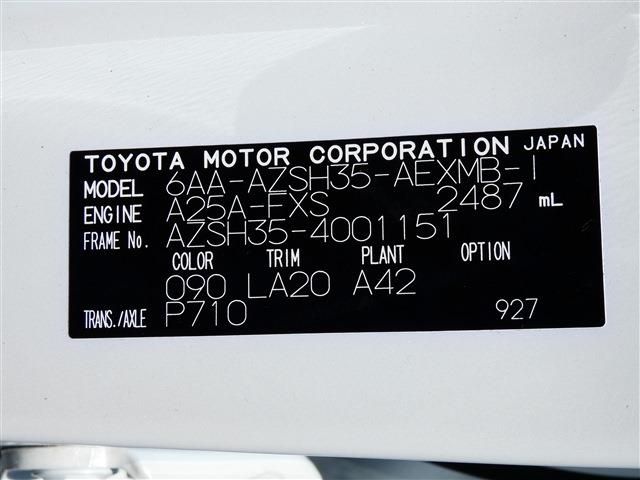 TOYOTA MOTOR CORPORATION JAPAN
MODEL 6AA-AZSH35-AEXMB-I
ENGINE A25A-FXS 2487 mL
FRAME No. AZSH35-4001151
COLOR TRIM PLANT OPTION
090 LA20 A42
TRANS./AXLE P710 927